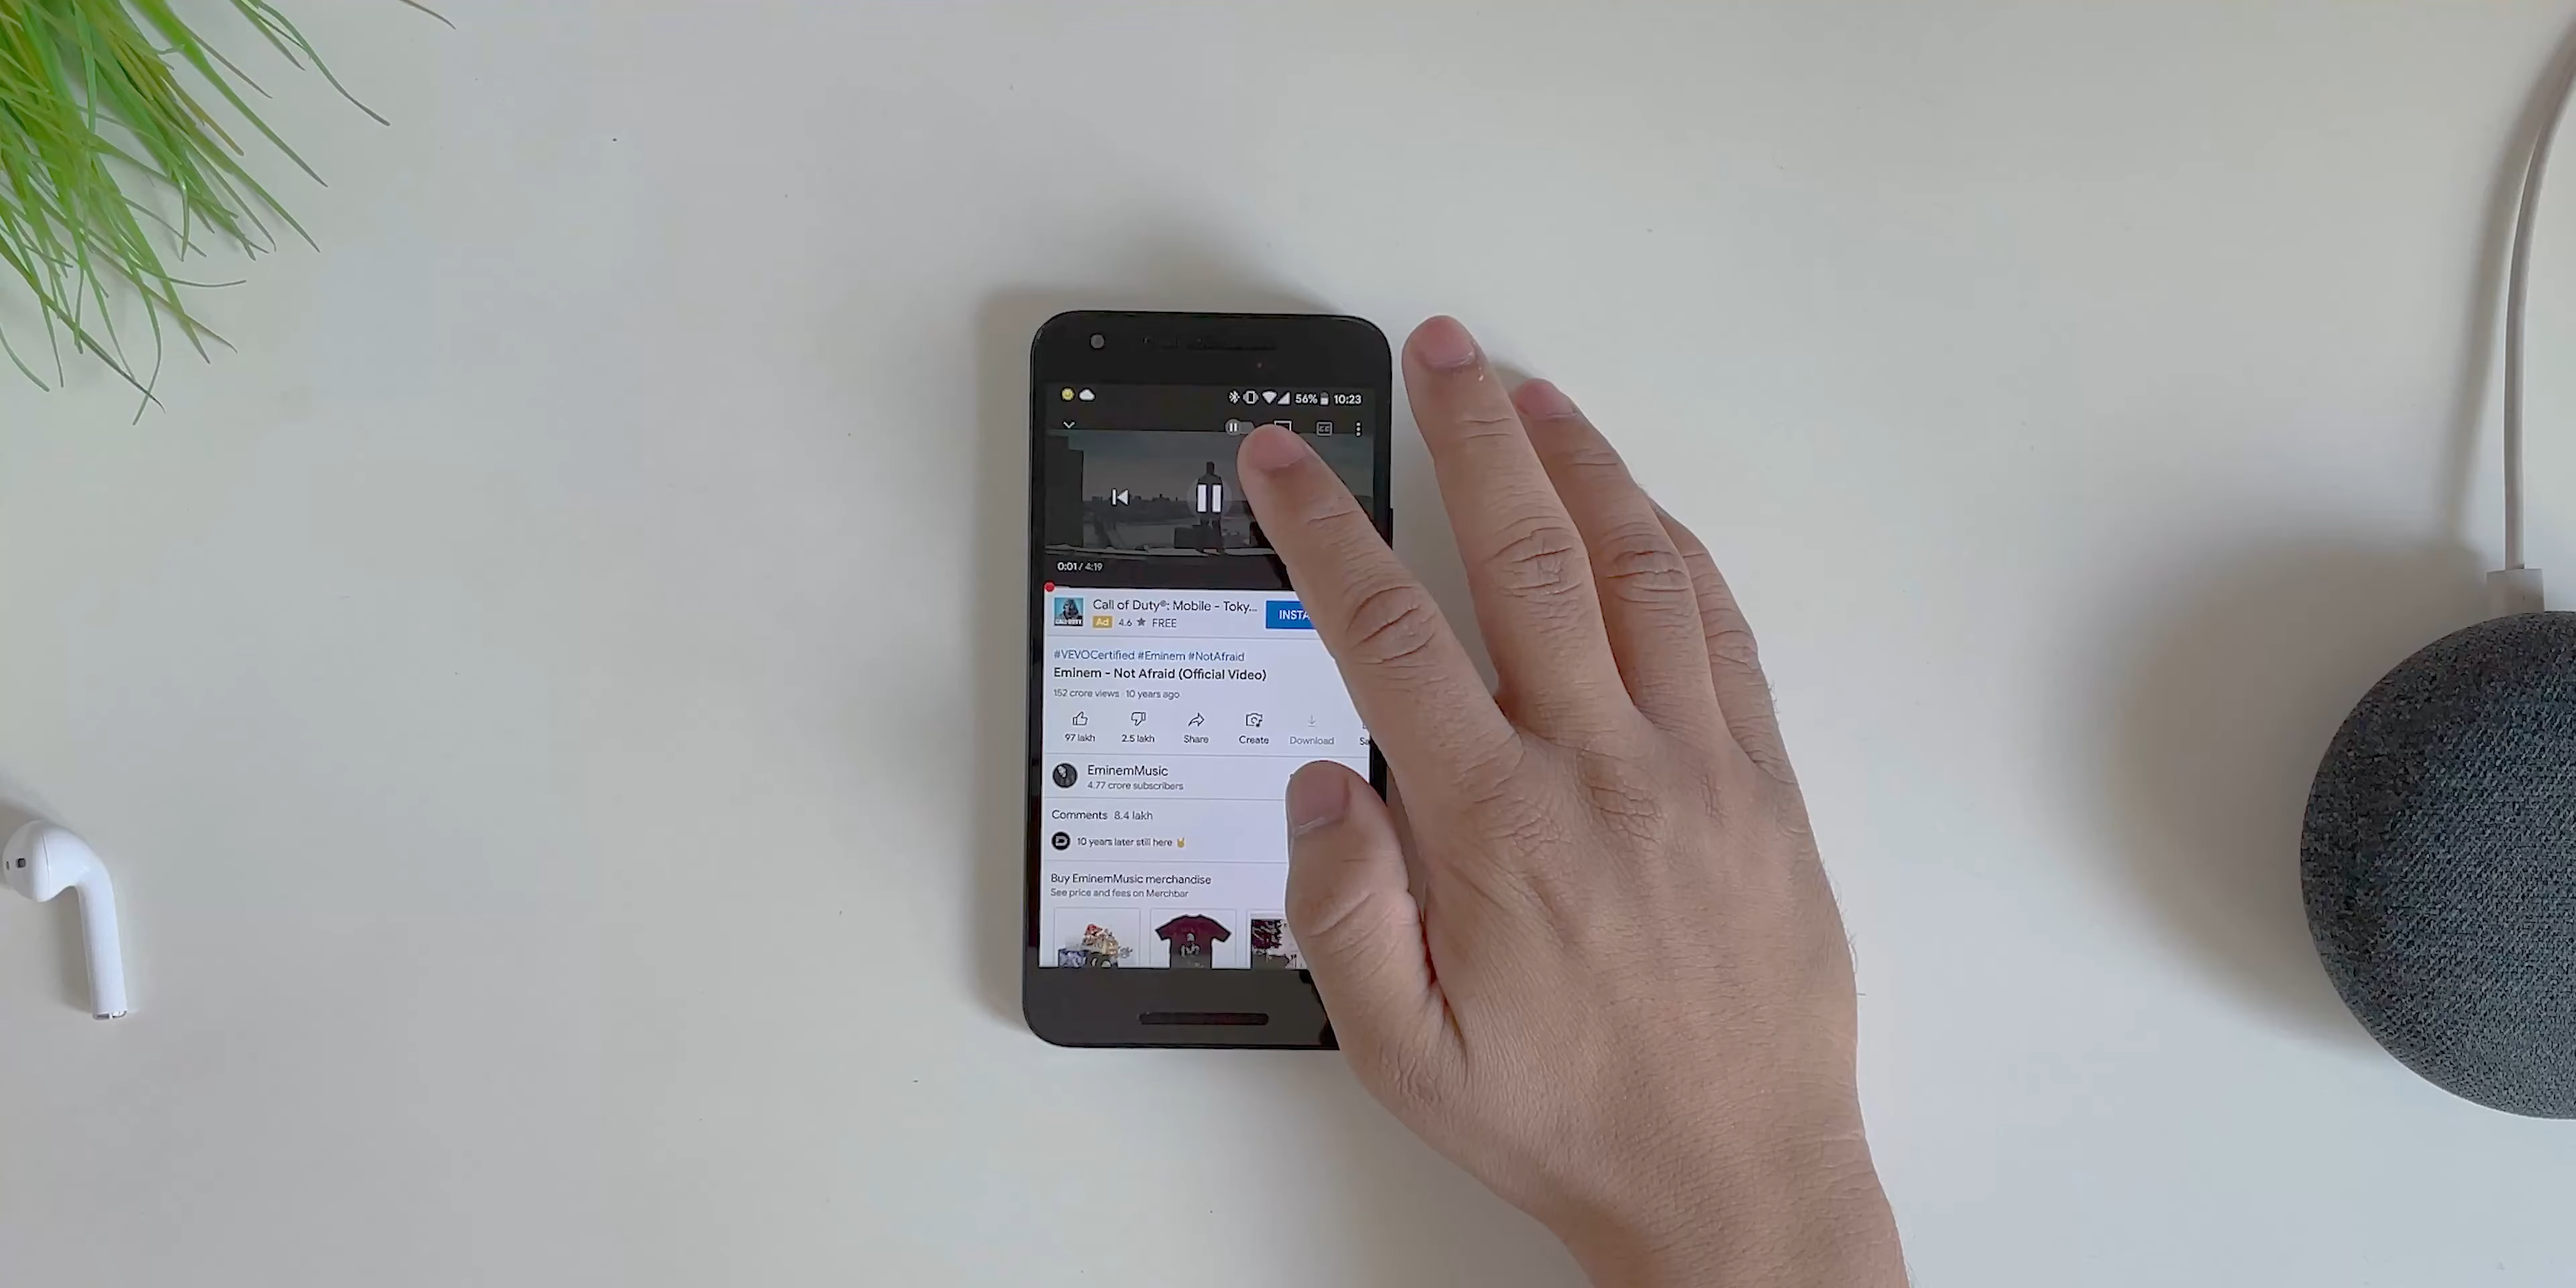 56% 10:23
CC
0:01 / 4:19
Call of Duty®: Mobile - Toky...
Ad 4.6 ★ FREE
INSTA
#VEVOCertified #Eminem #NotAfraid
Eminem - Not Afraid (Official Video)
152 crore views 10 years ago
97 lakh 2.5 lakh Share Create Download Sa
EminemMusic
4.77 crore subscribers
Comments 8.4 lakh
10 years later still here 🤘
Buy EminemMusic merchandise
See price and fees on Merchbar